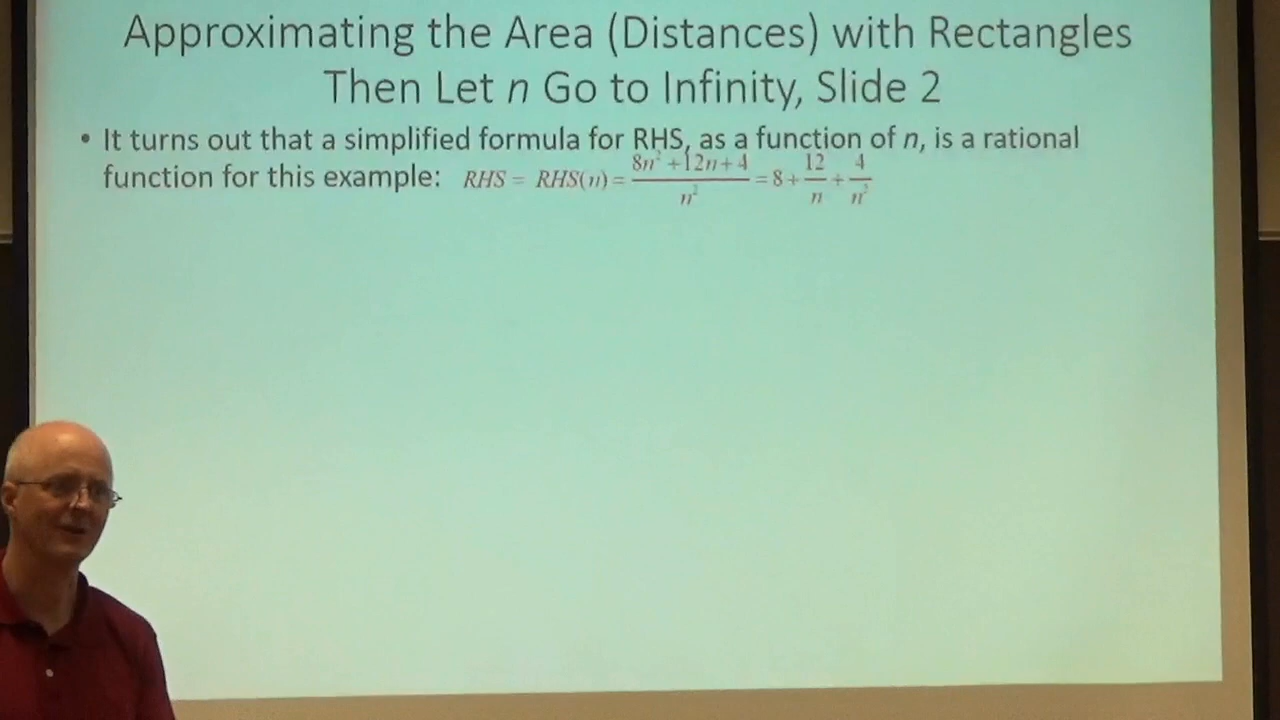 Approximating the Area (Distances) with Rectangles
Then Let n Go to Infinity, Slide 2
• It turns out that a simplified formula for RHS, as a function of n, is a rational
function for this example: RHS = RHS(n) = (8n² + 12n + 4)/n² = 8 + 12/n + 4/n²